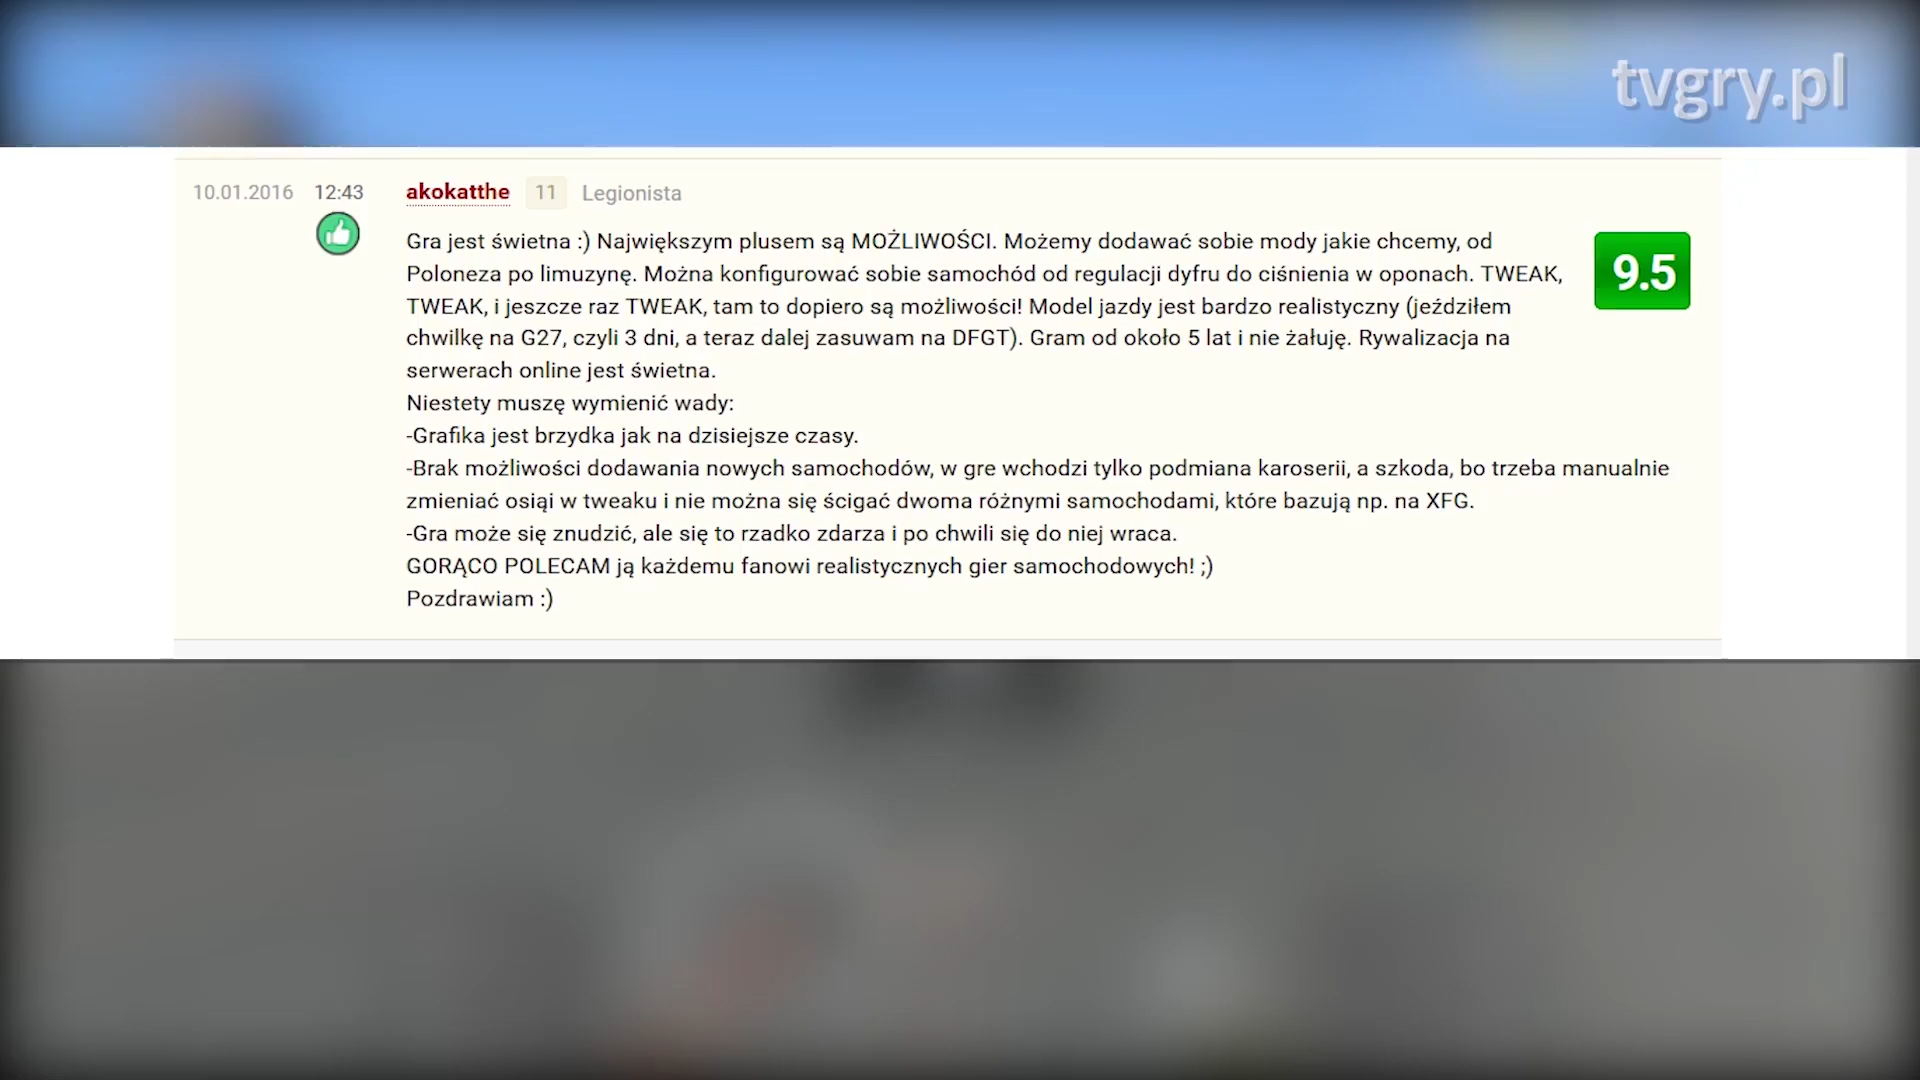 tvgry.pl
10.01.2016 12:43 akokatthe 11 Legionista
Gra jest świetna :) Największym plusem są MOŻLIWOŚCI. Możemy dodawać sobie mody jakie chcemy, od
Poloneza po limuzynę. Można konfigurować sobie samochód od regulacji dyfru do ciśnienia w oponach. TWEAK,
TWEAK, i jeszcze raz TWEAK, tam to dopiero są możliwości! Model jazdy jest bardzo realistyczny (jeździłem
chwilkę na G27, czyli 3 dni, a teraz dalej zasuwam na DFGT). Gram od około 5 lat i nie żałuję. Rywalizacja na
serwerach online jest świetna.
Niestety muszę wymienić wady:
-Grafika jest brzydka jak na dzisiejsze czasy.
-Brak możliwości dodawania nowych samochodów, w gre wchodzi tylko podmiana karoserii, a szkoda, bo trzeba manualnie
zmieniać osiąi w tweaku i nie można się ścigać dwoma różnymi samochodami, które bazują np. na XFG.
-Gra może się znudzić, ale się to rzadko zdarza i po chwili się do niej wraca.
GORĄCO POLECAM ją każdemu fanowi realistycznych gier samochodowych! ;)
Pozdrawiam :)
9.5